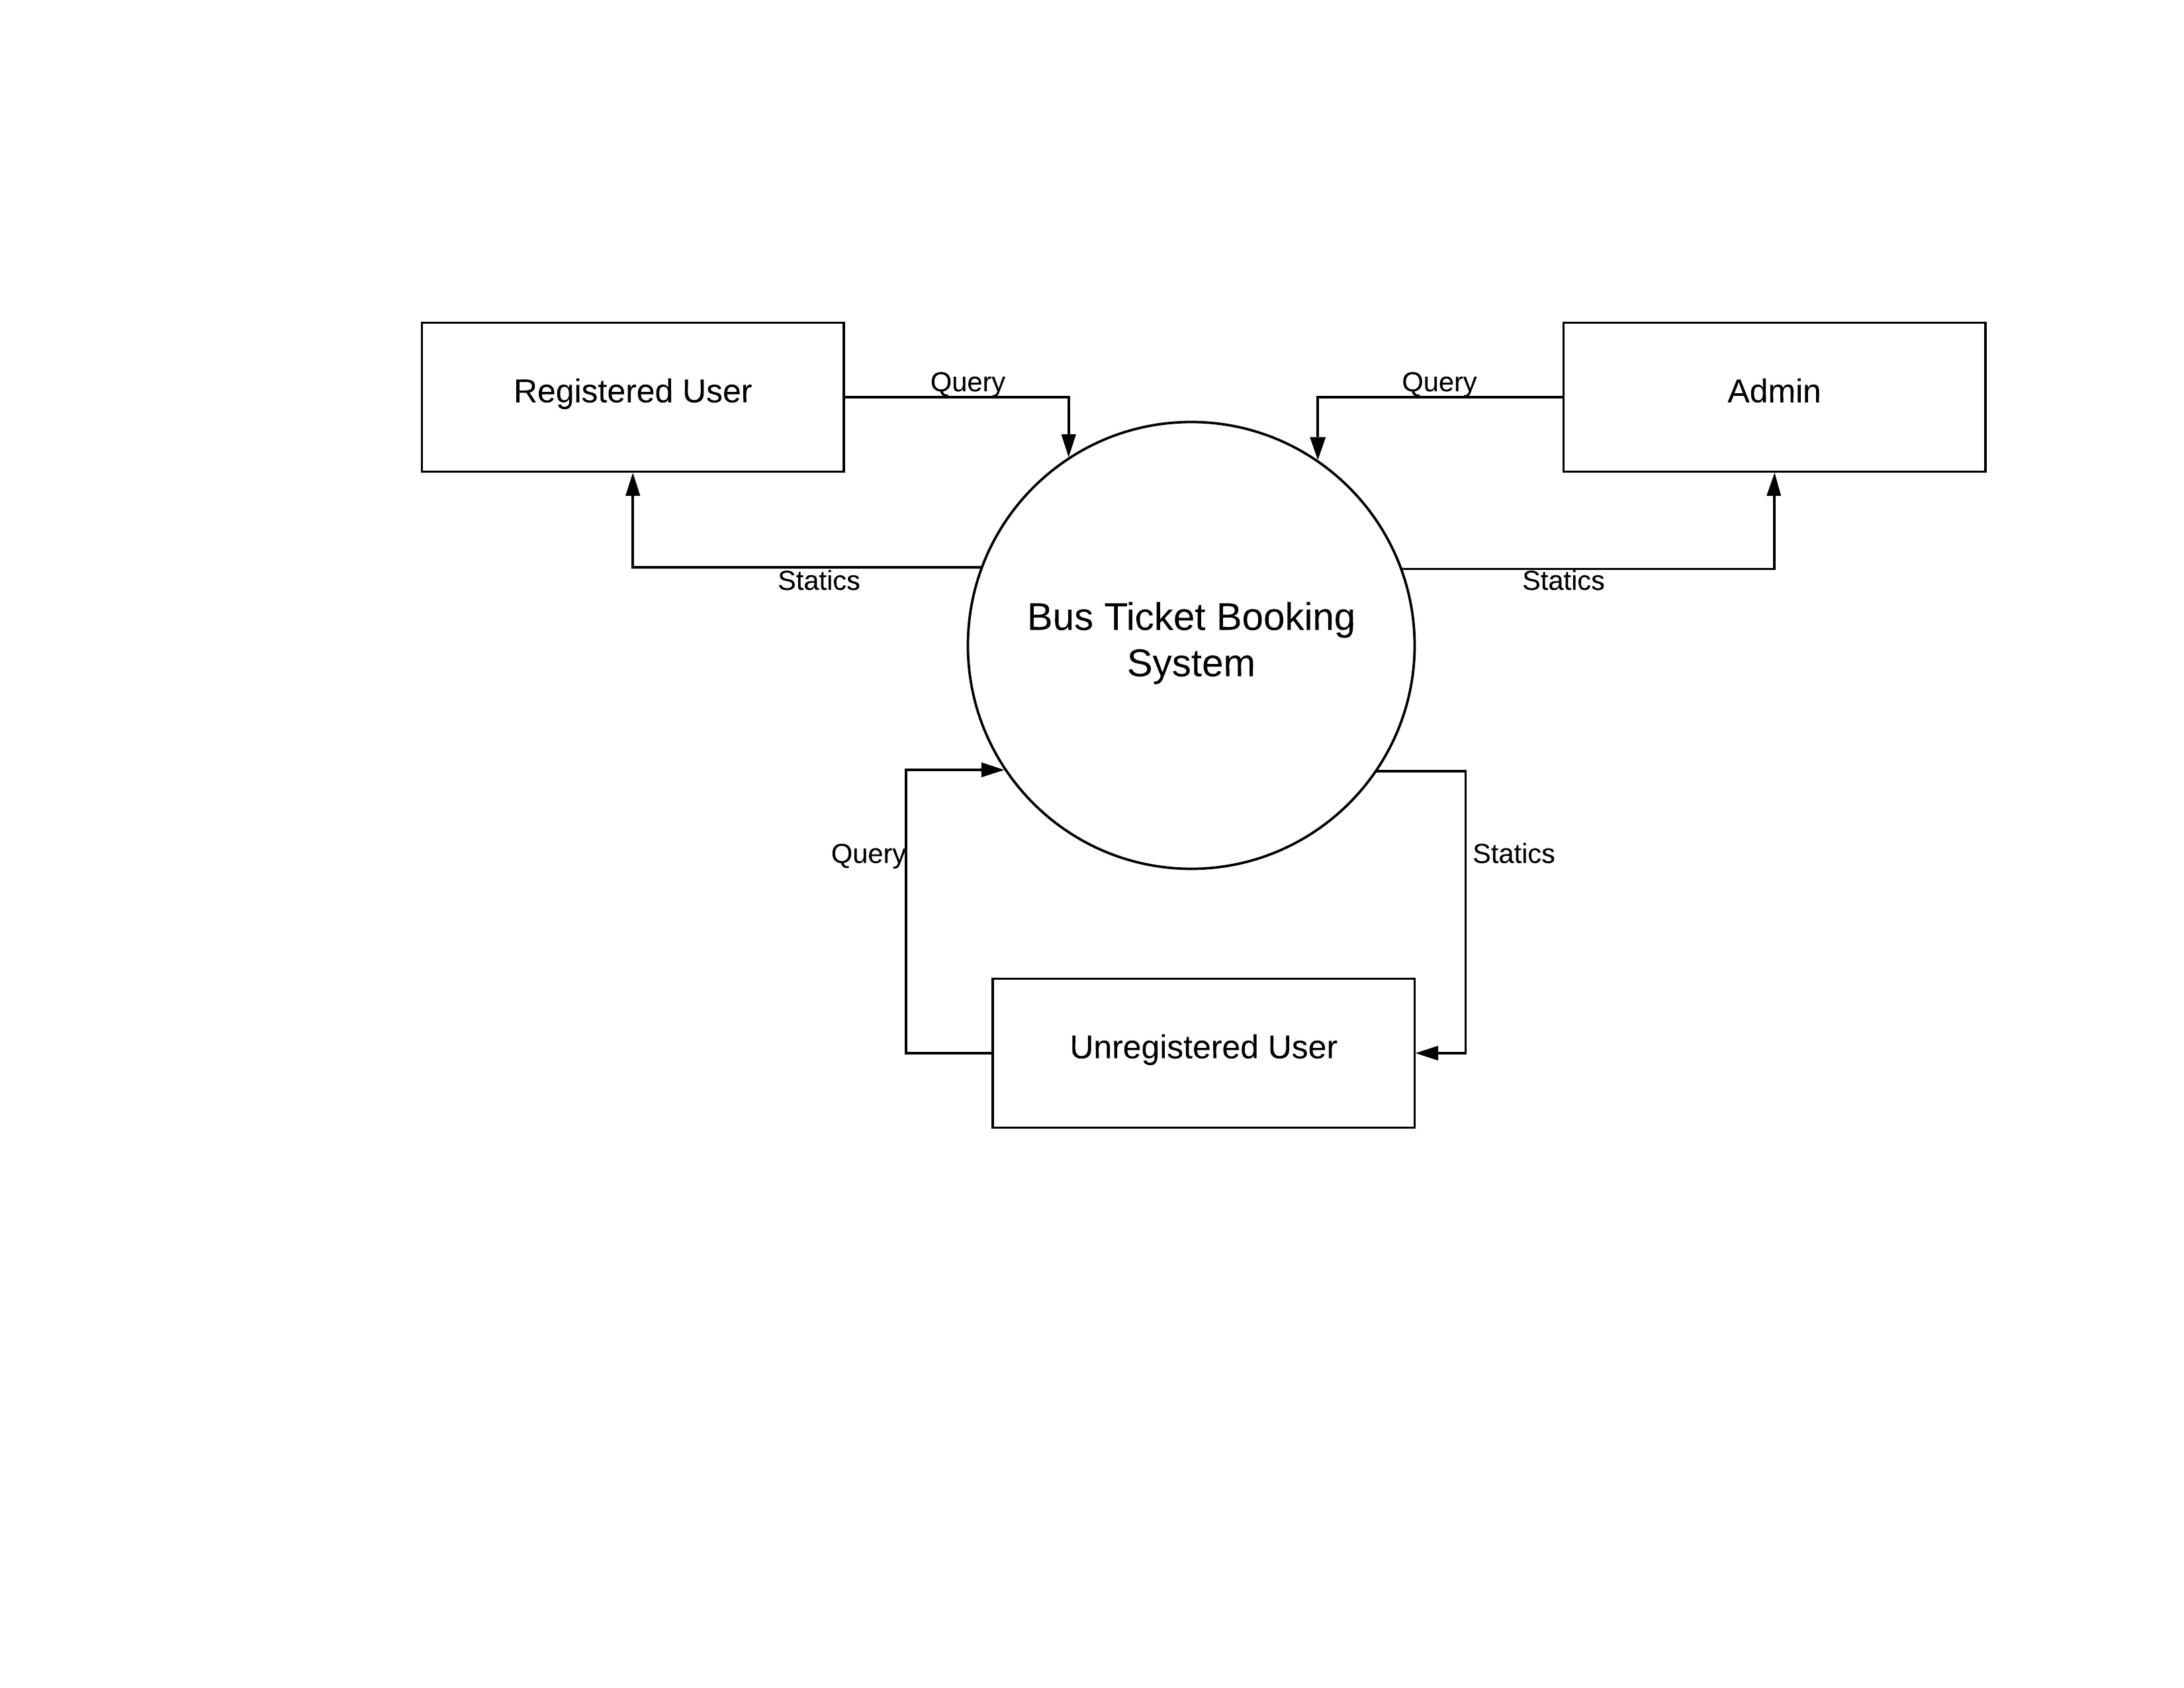 Registered User
Query
Query
Admin
Statics
Statics
Bus Ticket Booking
System
Query
Statics
Unregistered User